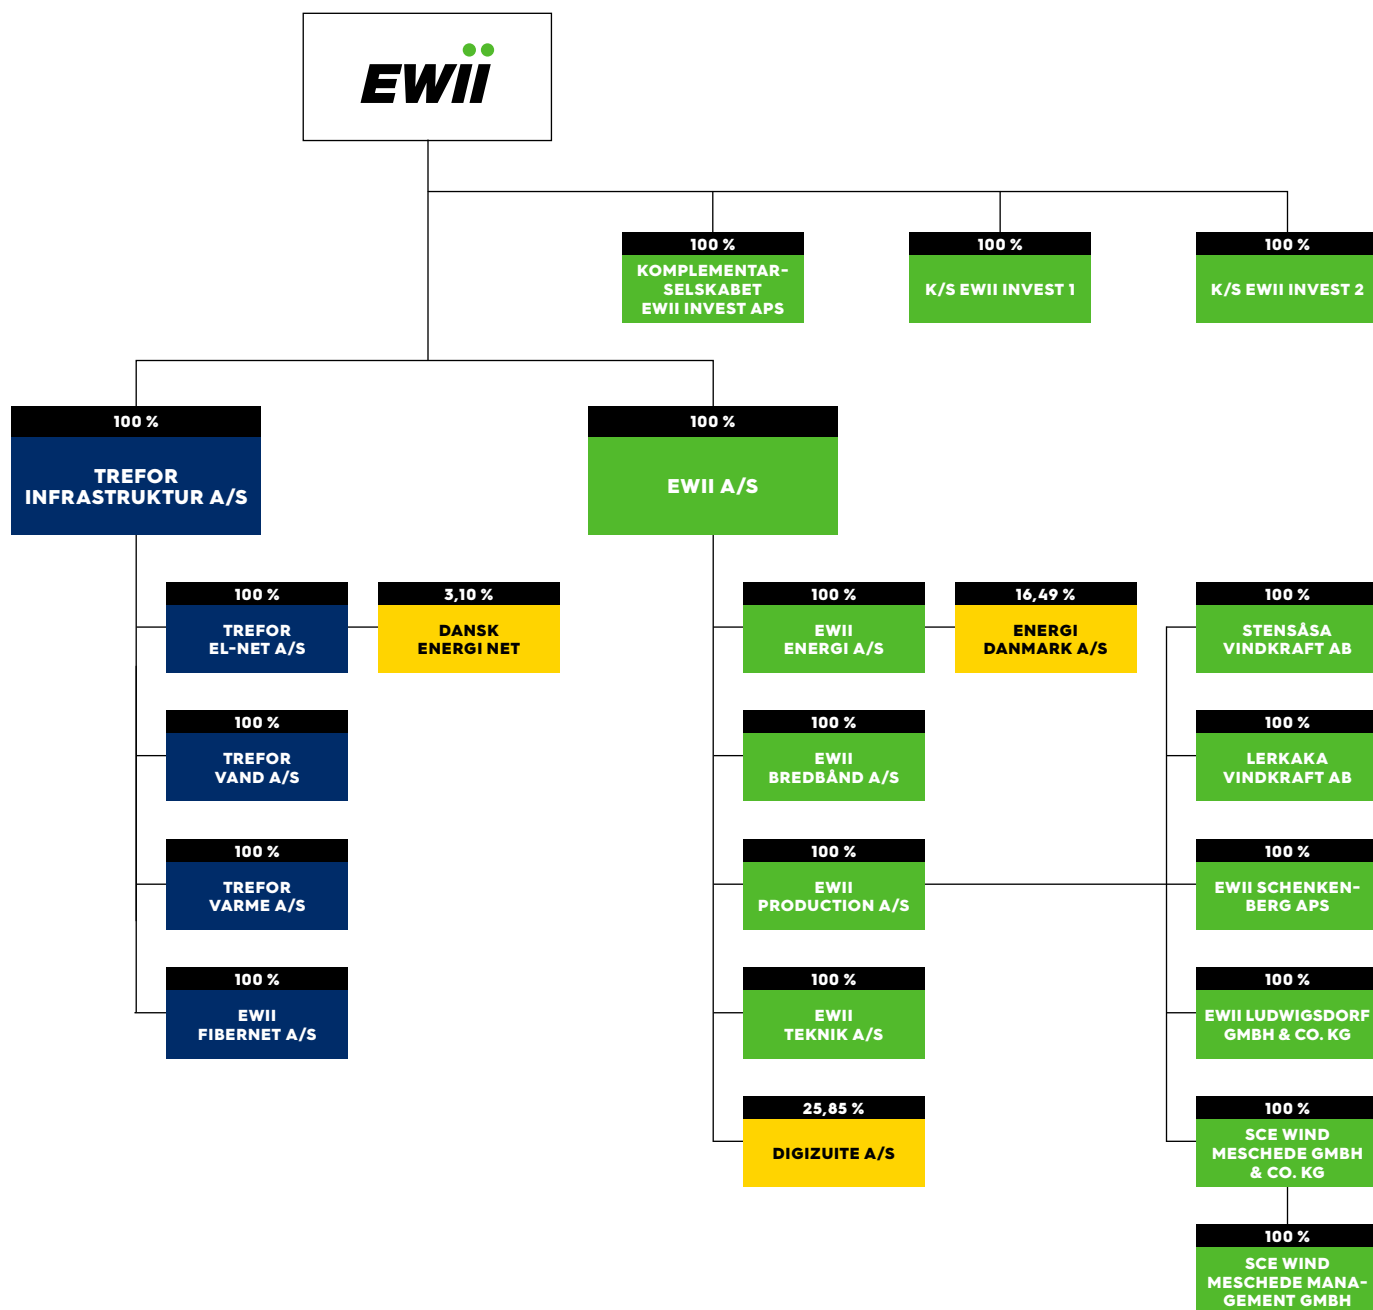 EWII
100 %
KOMPLEMENTAR-
SELSKABET
EWII INVEST APS
100 %
K/S EWII INVEST 1
100 %
K/S EWII INVEST 2
100 %
TREFOR
INFRASTRUKTUR A/S
100 %
EWII A/S
100 %
TREFOR
EL-NET A/S
3,10 %
DANSK
ENERGI NET
100 %
EWII
ENERGI A/S
16,49 %
ENERGI
DANMARK A/S
100 %
STENSÅSA
VINDKRAFT AB
100 %
TREFOR
VAND A/S
100 %
EWII
BREDBÅND A/S
100 %
LERKAKA
VINDKRAFT AB
100 %
TREFOR
VARME A/S
100 %
EWII
PRODUCTION A/S
100 %
EWII SCHENKEN-
BERG APS
100 %
EWII
FIBERNET A/S
100 %
EWII
TEKNIK A/S
100 %
EWII LUDWIGSDORF
GMBH & CO. KG
25,85 %
DIGIZUITE A/S
100 %
SCE WIND
MESCHEDE GMBH
& CO. KG
100 %
SCE WIND
MESCHEDE MANA-
GEMENT GMBH